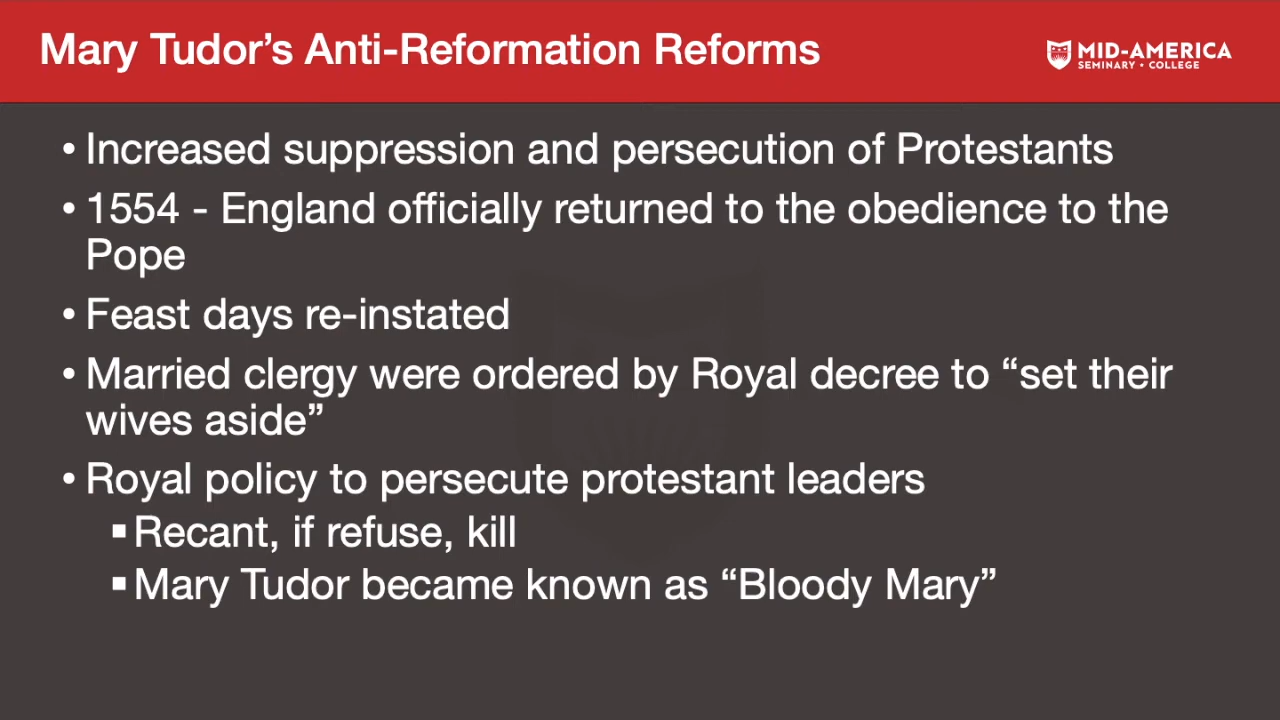 Mary Tudor’s Anti-Reformation Reforms
MID-AMERICA
SEMINARY • COLLEGE
• Increased suppression and persecution of Protestants
• 1554 - England officially returned to the obedience to the
Pope
• Feast days re-instated
• Married clergy were ordered by Royal decree to “set their
wives aside”
• Royal policy to persecute protestant leaders
▪ Recant, if refuse, kill
▪ Mary Tudor became known as “Bloody Mary”